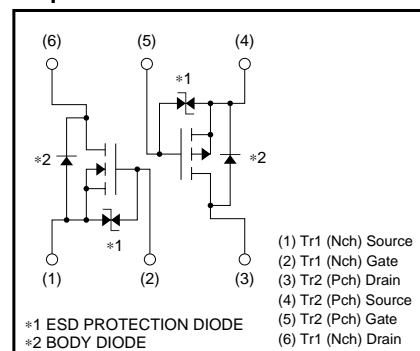 (6) (5) (4)
∗1
∗2
∗2
∗1
(1) (2) (3)
∗1 ESD PROTECTION DIODE
∗2 BODY DIODE
(1) Tr1 (Nch) Source
(2) Tr1 (Nch) Gate
(3) Tr2 (Pch) Drain
(4) Tr2 (Pch) Source
(5) Tr2 (Pch) Gate
(6) Tr1 (Nch) Drain